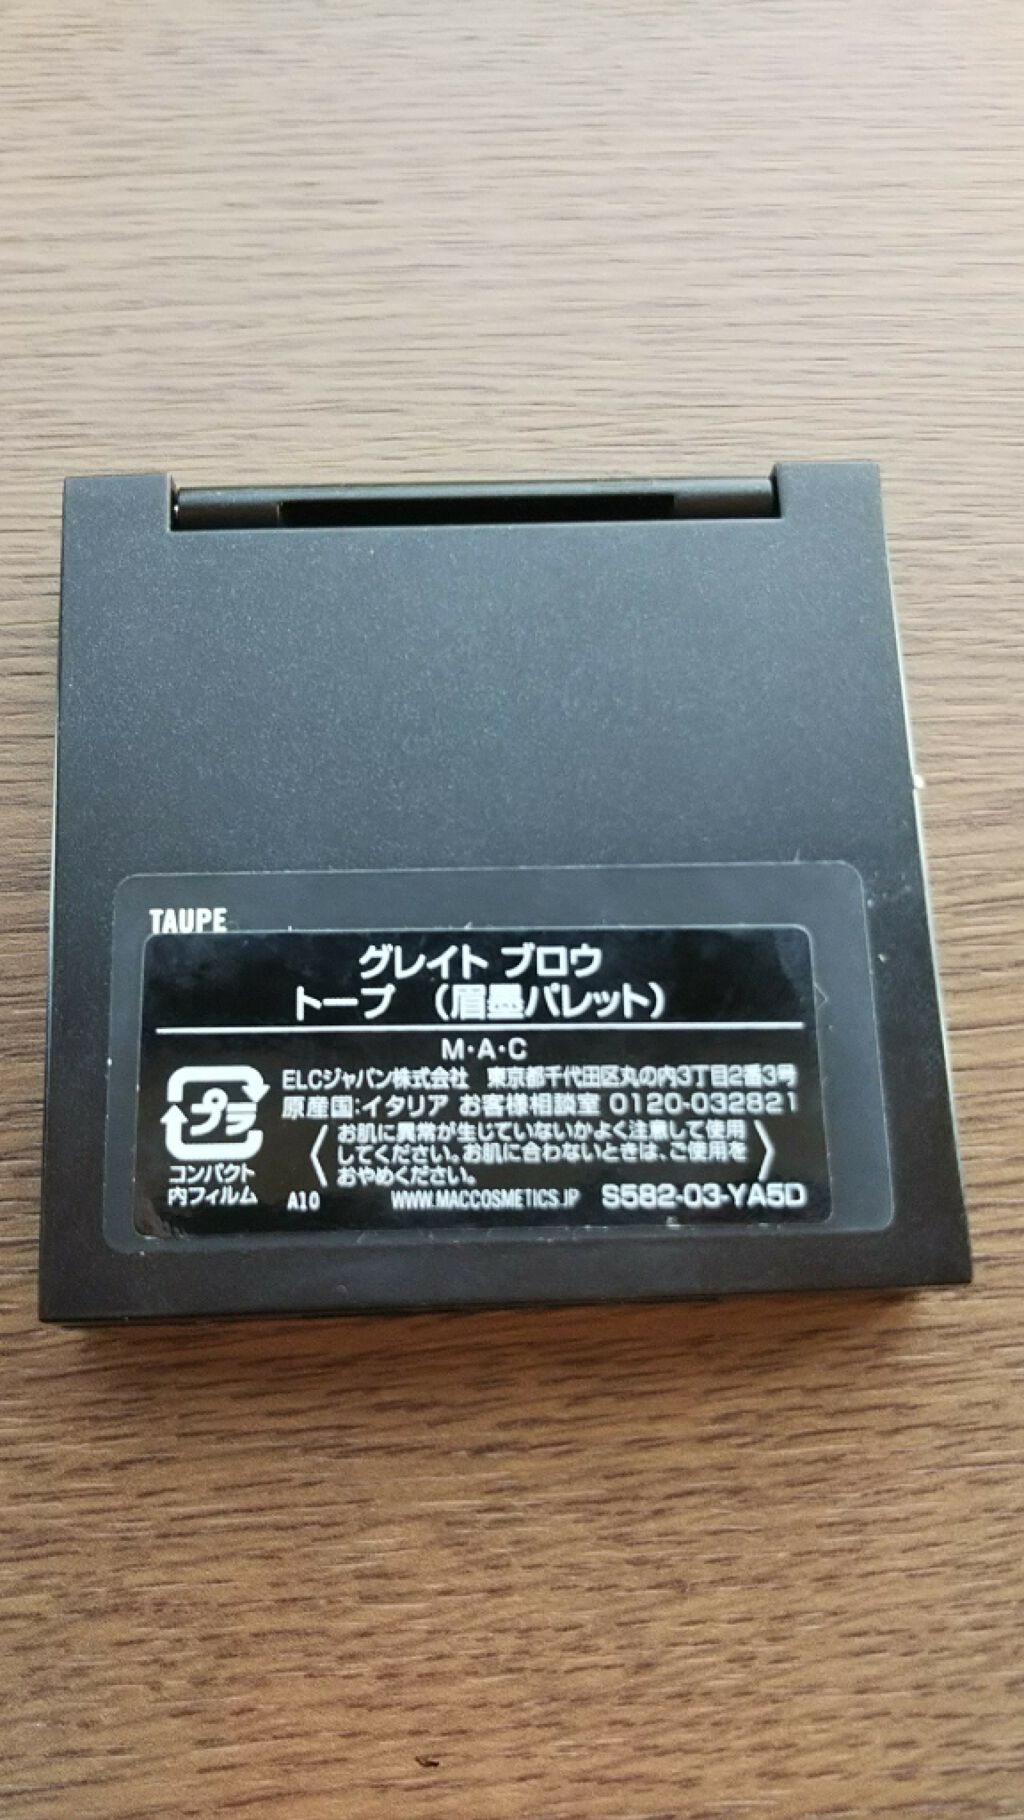 TAUPE
グレイト ブロウ
トープ （眉墨パレット）
M・A・C
ELCジャパン株式会社 東京都千代田区丸の内3丁目2番3号
原産国:イタリア お客様相談室 0120-032821
プラ
〈お肌に異常が生じていないかよく注意して使用
してください。お肌に合わないときは、ご使用を
おやめください。〉
コンパクト
内フィルム
A10 WWW.MACCOSMETICS.JP S582-03-YA5D